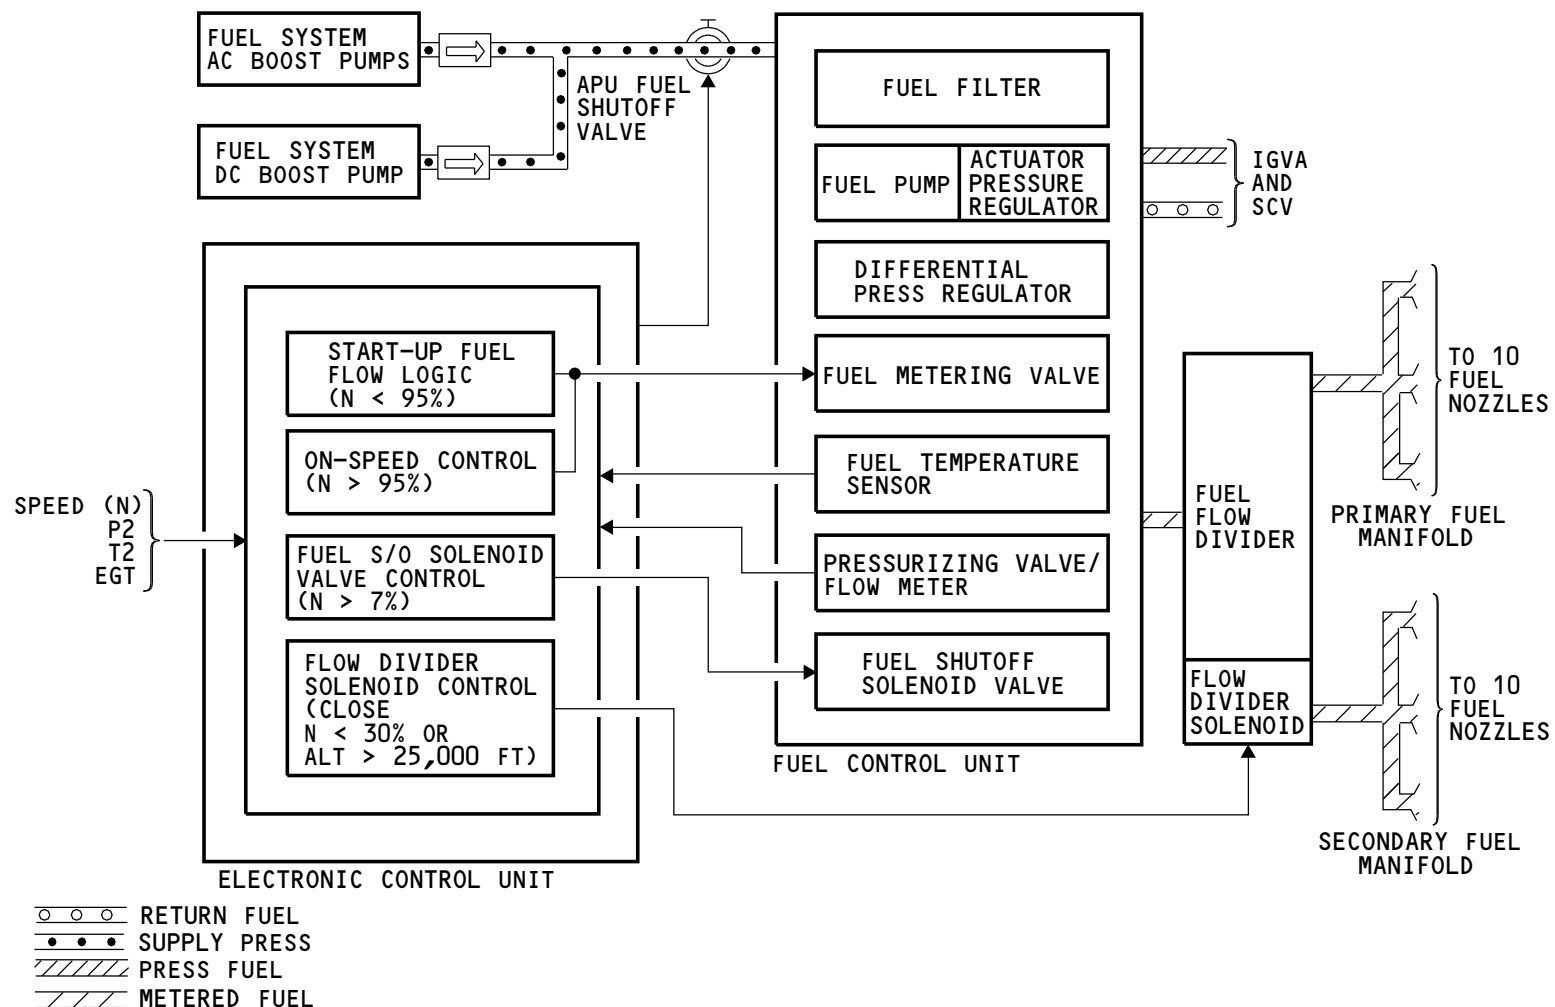 FUEL SYSTEM
AC BOOST PUMPS
APU FUEL
SHUTOFF
VALVE
FUEL SYSTEM
DC BOOST PUMP
FUEL FILTER
FUEL PUMP
ACTUATOR
PRESSURE
REGULATOR
IGVA
AND
SCV
DIFFERENTIAL
PRESS REGULATOR
START-UP FUEL
FLOW LOGIC
(N < 95%)
FUEL METERING VALVE
ON-SPEED CONTROL
(N > 95%)
FUEL TEMPERATURE
SENSOR
SPEED (N)
P2
T2
EGT
FUEL S/O SOLENOID
VALVE CONTROL
(N > 7%)
PRESSURIZING VALVE/
FLOW METER
FLOW DIVIDER
SOLENOID CONTROL
(CLOSE
N < 30% OR
ALT > 25,000 FT)
FUEL SHUTOFF
SOLENOID VALVE
FUEL CONTROL UNIT
ELECTRONIC CONTROL UNIT
FUEL
FLOW
DIVIDER
FLOW
DIVIDER
SOLENOID
TO 10
FUEL
NOZZLES
PRIMARY FUEL
MANIFOLD
TO 10
FUEL
NOZZLES
SECONDARY FUEL
MANIFOLD
RETURN FUEL
SUPPLY PRESS
PRESS FUEL
METERED FUEL